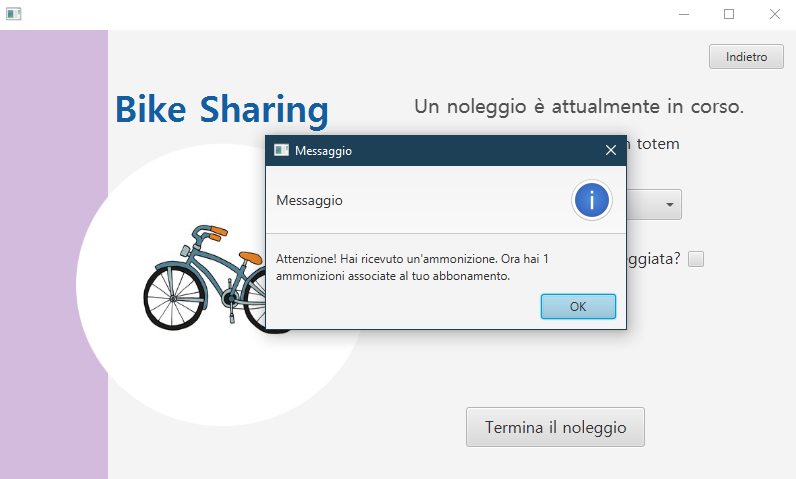 Indietro
Bike Sharing
Un noleggio è attualmente in corso.
totem
Messaggio
Messaggio
Attenzione! Hai ricevuto un'ammonizione. Ora hai 1
ammonizioni associate al tuo abbonamento.
OK
Termina il noleggio